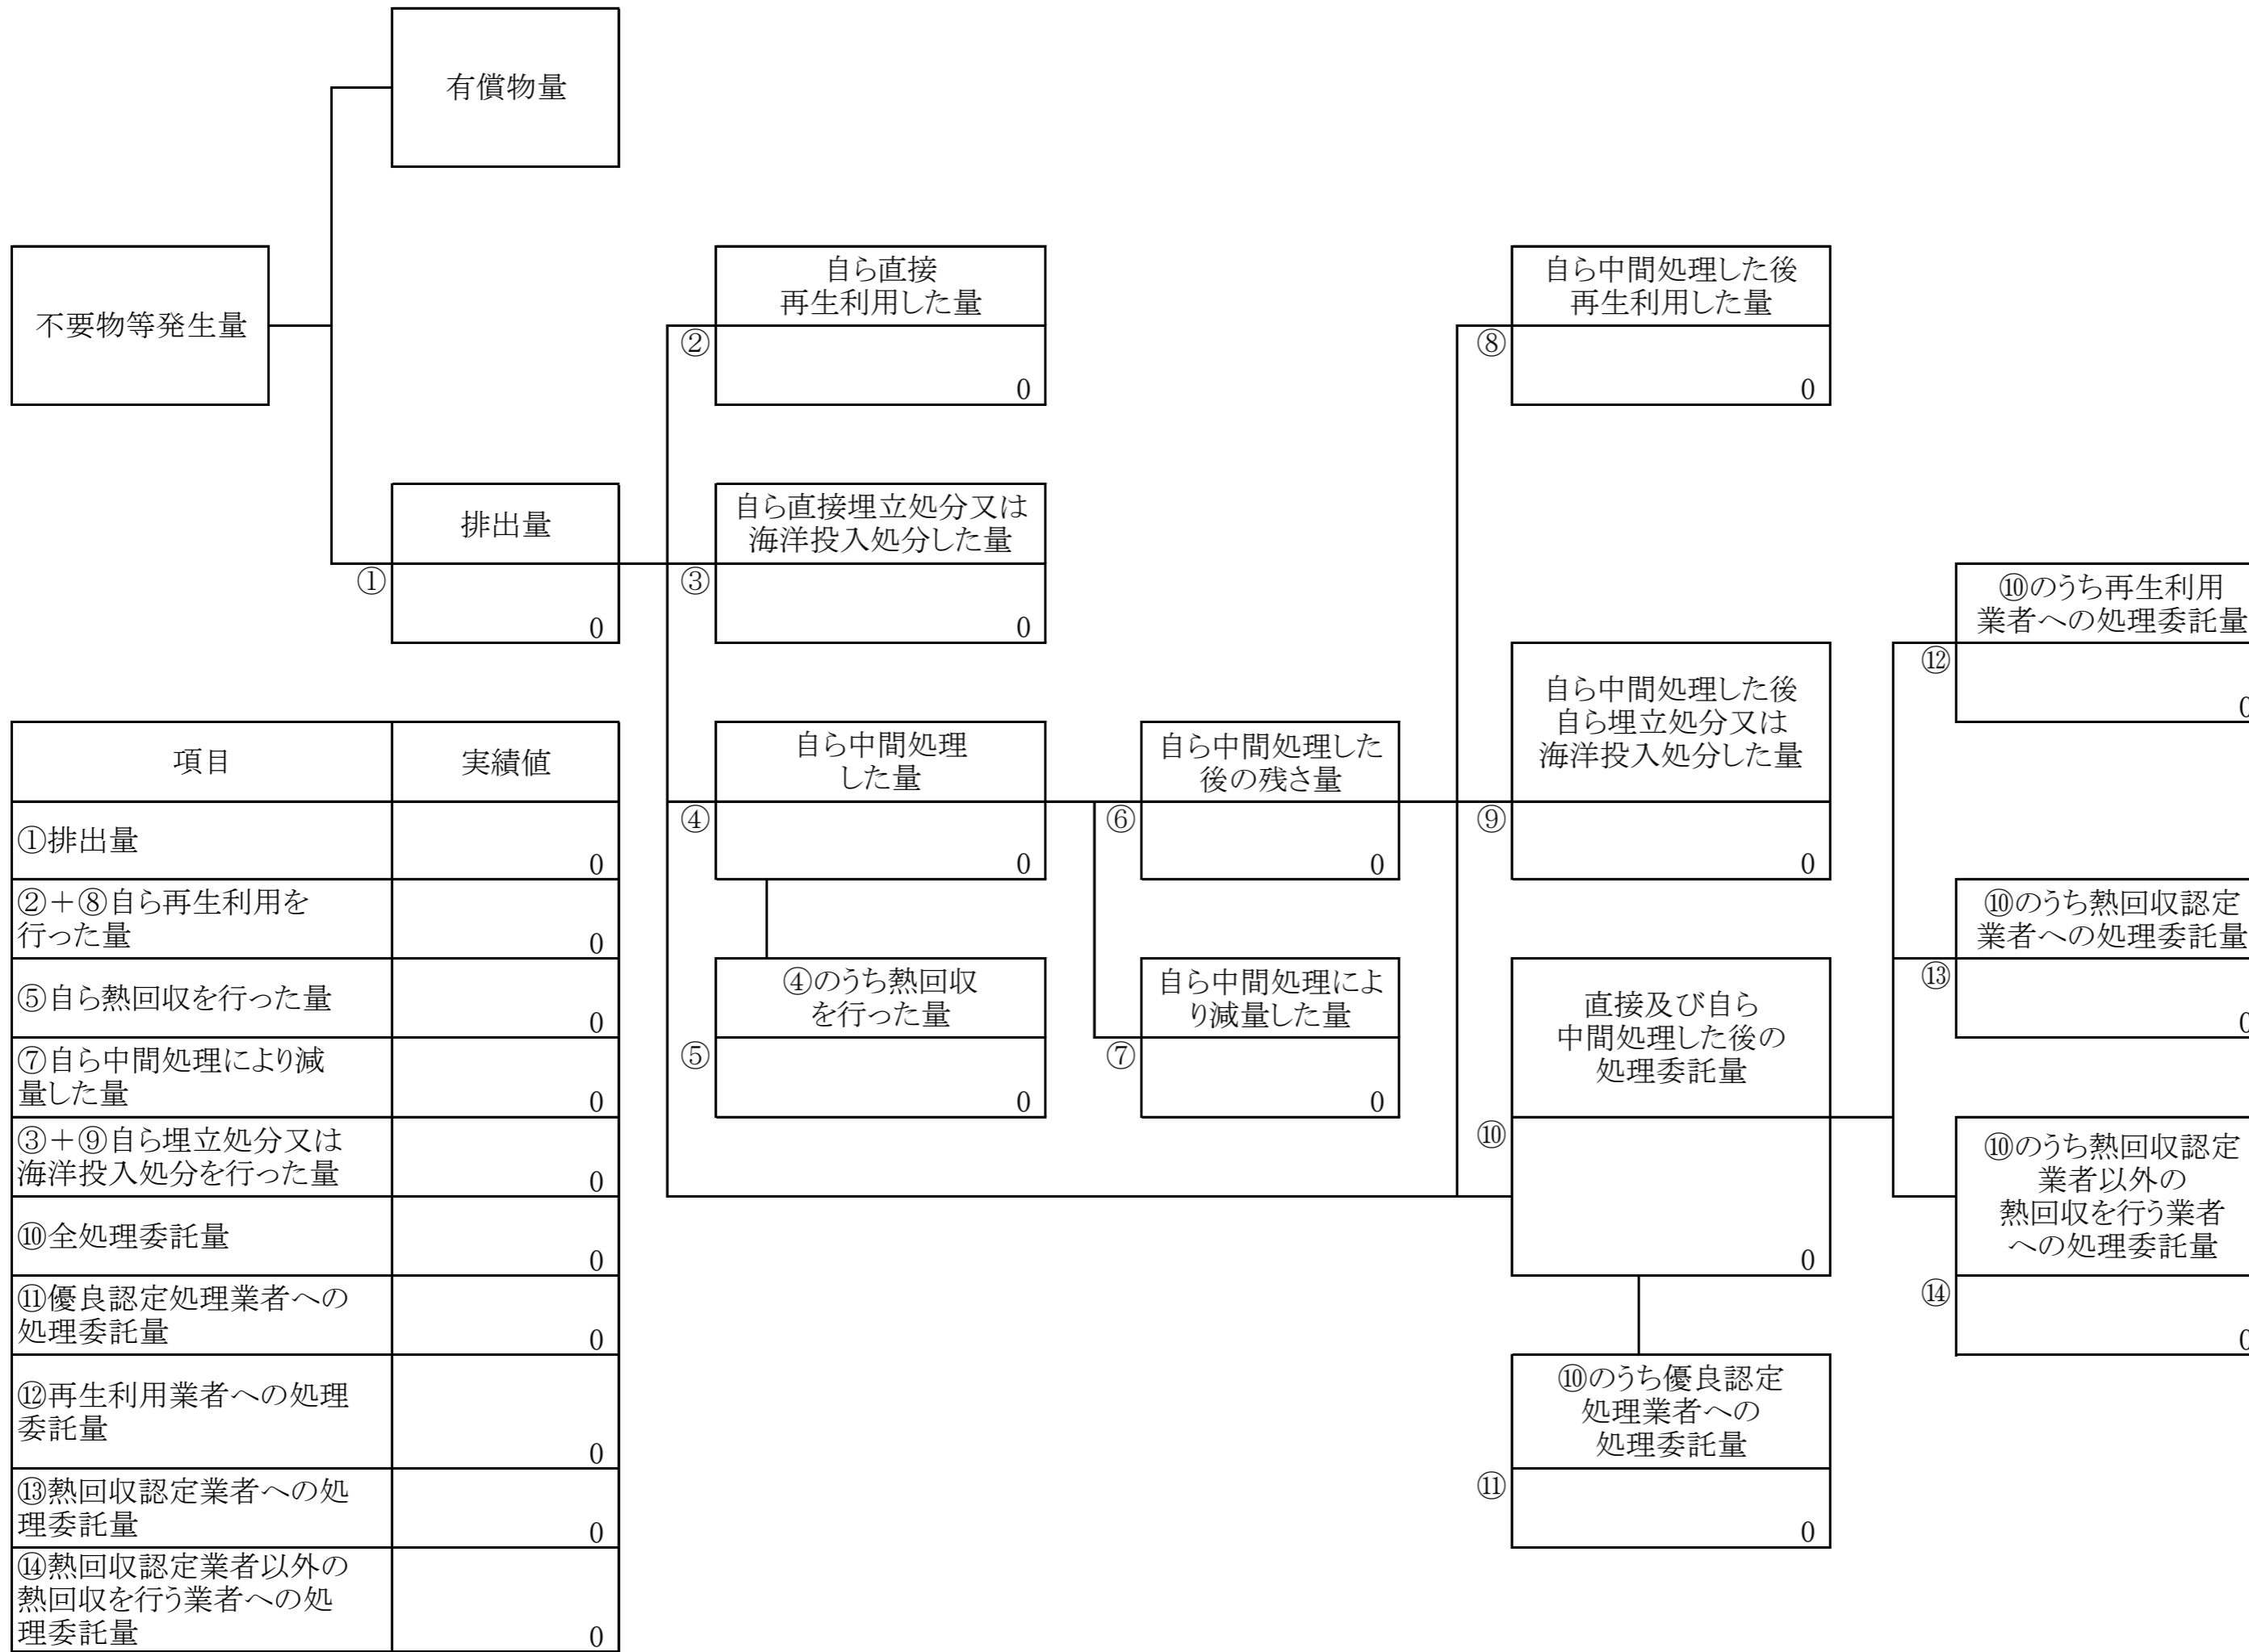 有償物量
不要物等発生量
自ら直接
再生利用した量
②
0
自ら中間処理した後
再生利用した量
⑧
0
排出量
①
0
自ら直接埋立処分又は
海洋投入処分した量
③
0
⑩のうち再生利用
業者への処理委託量
⑫
0
自ら中間処理
した量
④
0
自ら中間処理した
後の残さ量
⑥
0
自ら中間処理した後
自ら埋立処分又は
海洋投入処分した量
⑨
0
⑩のうち熱回収認定
業者への処理委託量
⑬
0
④のうち熱回収
を行った量
⑤
0
自ら中間処理によ
り減量した量
⑦
0
直接及び自ら
中間処理した後の
処理委託量
⑩
0
⑩のうち熱回収認定
業者以外の
熱回収を行う業者
への処理委託量
⑭
0
⑩のうち優良認定
処理業者への
処理委託量
⑪
0
項目 実績値
①排出量
0
②＋⑧自ら再生利用を
行った量 0
⑤自ら熱回収を行った量
0
⑦自ら中間処理により減
量した量 0
③＋⑨自ら埋立処分又は
海洋投入処分を行った量 0
⑩全処理委託量
0
⑪優良認定処理業者への
処理委託量 0
⑫再生利用業者への処理
委託量
0
⑬熱回収認定業者への処
理委託量 0
⑭熱回収認定業者以外の
熱回収を行う業者への処
理委託量 0